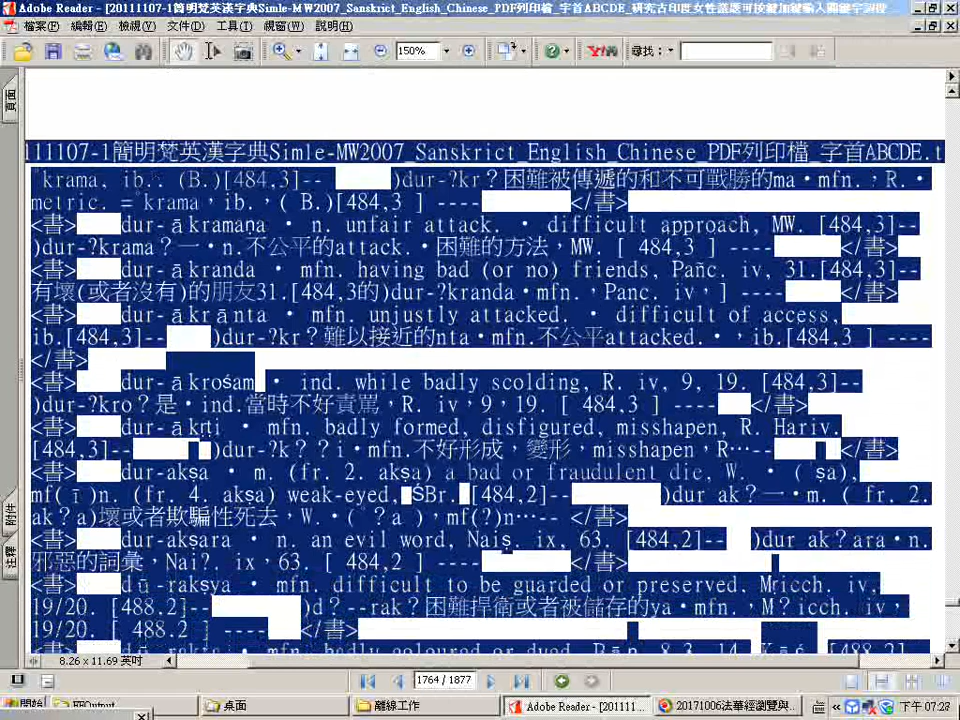 Adobe Reader - [20111107-1簡明梵英漢字典Simle-MW2007_Sanskrict_English_Chinese_PDF列印檔_字首ABCDE_研究古印度女性議題可按鍵加鍵輸入關鍵字詞搜
檔案(F) 編輯(E) 檢視(V) 文件(D) 工具(T) 視窗(W) 說明(H)
150% 尋找：
頁面
111107-1簡明梵英漢字典Simle-MW2007_Sanskrict_English_Chinese_PDF列印檔_字首ABCDE.t
krama, ib.. (B.)[484,3]-- )dur-?kr？困難被傳遞的和不可戰勝的ma‧mfn.，R.‧
metric. = krama，ib.，( B.)[484,3 ] ---- </書>
<書> dur-ākramaṇa ‧ n. unfair attack. ‧ difficult approach, MW. [484,3]--
)dur-?krama？一‧n.不公平的attack.‧困難的方法，MW. [ 484,3 ] ---- </書>
<書> dur-ākranda ‧ mfn. having bad (or no) friends, Pañc. iv, 31.[484,3]--
有壞(或者沒有)的朋友31.[484,3的)dur-?kranda‧mfn.，Panc. iv，] ---- </書>
<書> dur-ākrānta ‧ mfn. unjustly attacked. ‧ difficult of access,
ib.[484,3]-- )dur-?kr？難以接近的nta‧mfn.不公平attacked.‧，ib.[484,3 ] ----
</書>
<書> dur-ākrośam ‧ ind. while badly scolding, R. iv, 9, 19. [484,3]--
)dur-?kro？是‧ind.當時不好責罵，R. iv，9，19. [ 484,3 ] ---- </書>
<書> dur-ākṛti ‧ mfn. badly formed, disfigured, misshapen, R. Hariv.
[484,3]-- )dur-?k？？i‧mfn.不好形成，變形，misshapen，R⋯-- </書>
<書> dur-akṣa ‧ m. (fr. 2. akṣa) a bad or fraudulent die, W. ‧ (ˊṣa),
mf(ī)n. (fr. 4. akṣa) weak-eyed, ŚBr. [484,2]-- )dur ak？一‧m. ( fr. 2.
ak？a)壞或者欺騙性死去，W.‧(ˊ？a )，mf(?)n⋯-- </書>
<書> dur-akṣara ‧ n. an evil word, Naiṣ. ix, 63. [484,2]-- )dur ak？ara‧n.
邪惡的詞彙，Nai?. ix，63. [ 484,2 ] ---- </書>
<書> dū-rakṣya ‧ mfn. difficult to be guarded or preserved. Mṛicch. iv,
19/20. [488.2]-- )d？--rak？困難捍衛或者被儲存的ya‧mfn.，M？icch. iv，
19/20. [ 488.2 ] ---- </書>
附件
注釋
8.26 x 11.69 英吋
1764 / 1877
開始 FFOutput 桌面 離線工作 Adobe Reader - [201111... 20171006法華經瀏覽與... 下午 07:23